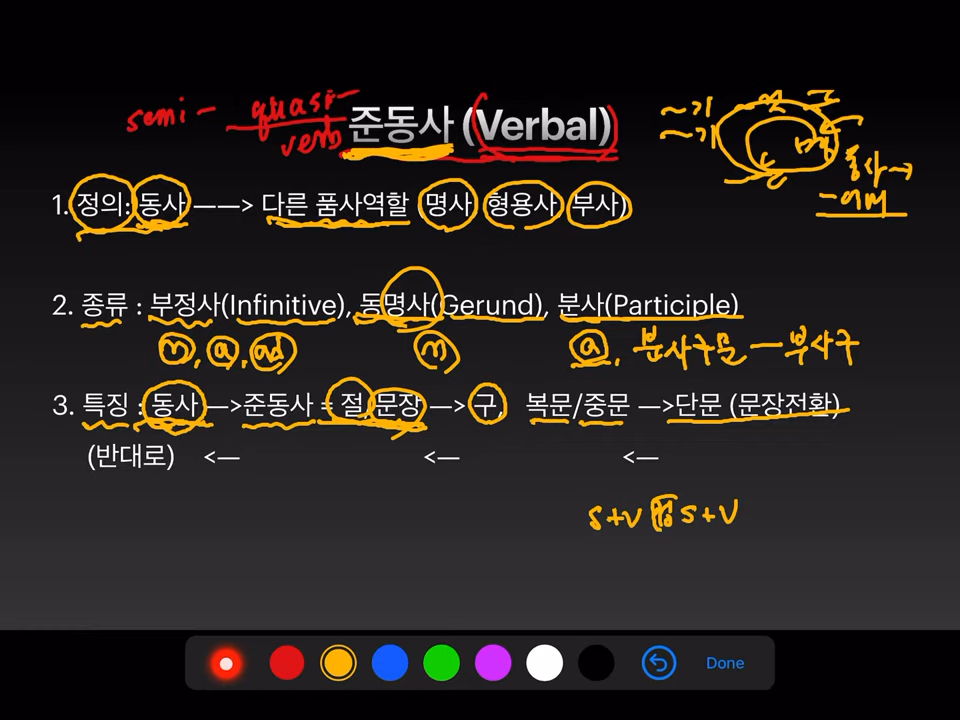 semi- quasi-
verb
준동사 (Verbal)
~기
~기
동사→
-어미
1. 정의: 동사 ——> 다른 품사역할 (명사 형용사 부사)
2. 종류 : 부정사(Infinitive), 동명사(Gerund), 분사(Participle)
n, a, ad n a, 분사구문 — 부사구
3. 특징 : 동사 —>준동사 = 절, 문장 —> 구, 복문/중문 —>단문 (문장전환)
(반대로) <— <— <—
S+V 접 S+V
Done